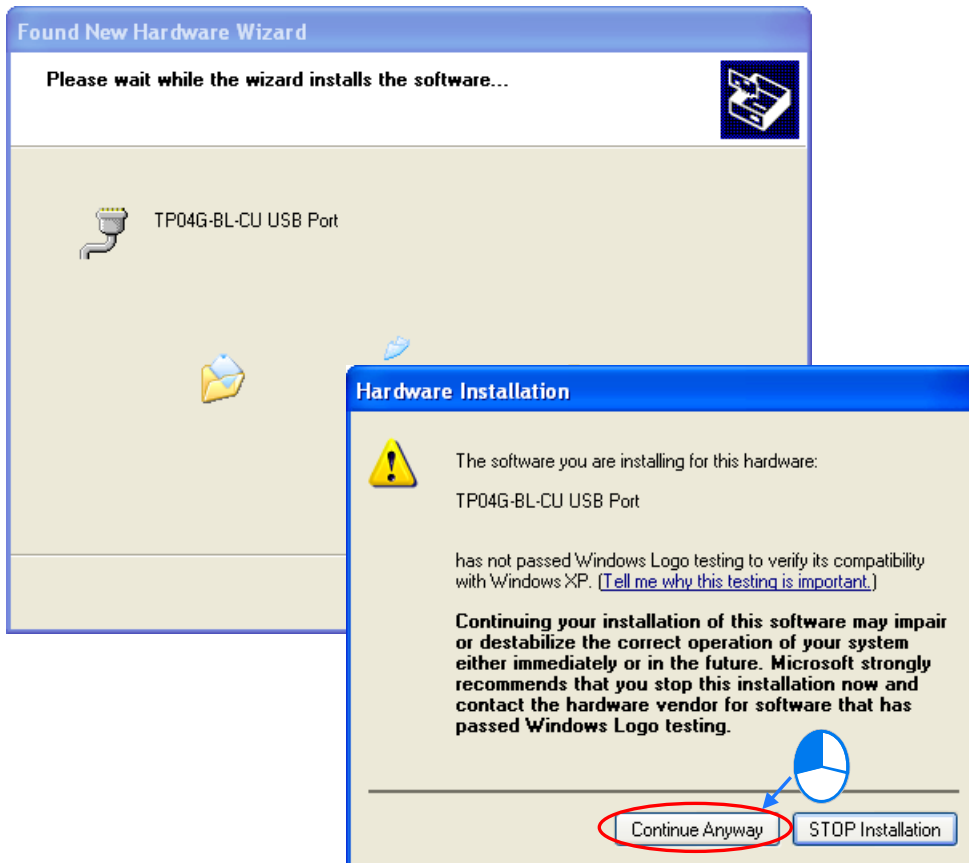 Found New Hardware Wizard
Please wait while the wizard installs the software...
TP04G-BL-CU USB Port
Hardware Installation
The software you are installing for this hardware:
TP04G-BL-CU USB Port
has not passed Windows Logo testing to verify its compatibility
with Windows XP. (Tell me why this testing is important.)
Continuing your installation of this software may impair
or destabilize the correct operation of your system
either immediately or in the future. Microsoft strongly
recommends that you stop this installation now and
contact the hardware vendor for software that has
passed Windows Logo testing.
Continue Anyway
STOP Installation